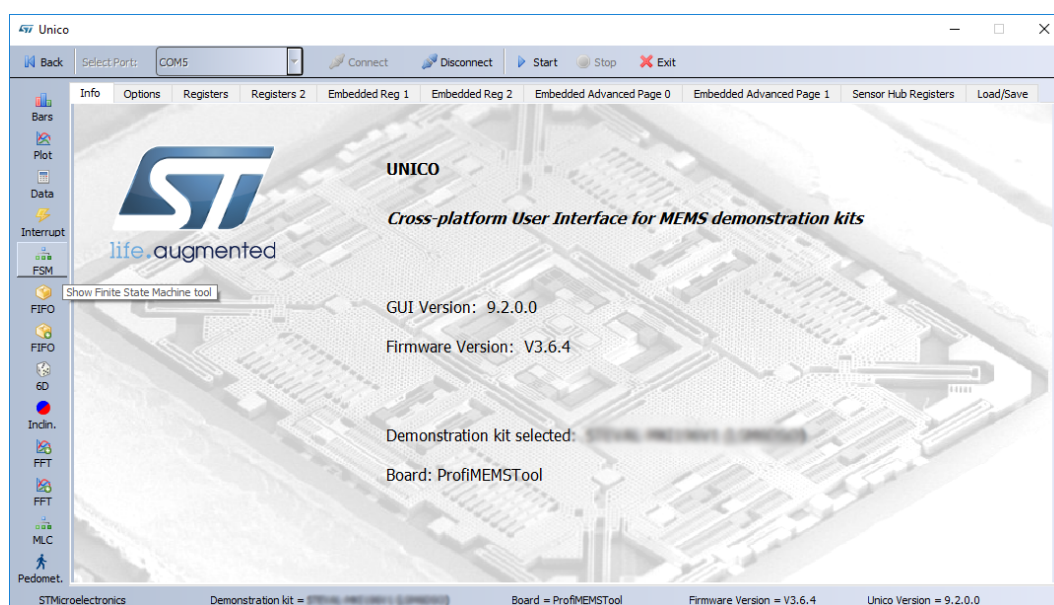 Unico
Back Select Port: COM5 Connect Disconnect Start Stop Exit
Info Options Registers Registers 2 Embedded Reg 1 Embedded Reg 2 Embedded Advanced Page 0 Embedded Advanced Page 1 Sensor Hub Registers Load/Save
Bars
Plot
Data
Interrupt
FSM
Show Finite State Machine tool
FIFO
FIFO
6D
Inclin.
FFT
FFT
MLC
Pedomet.
ST
life.augmented
UNICO
Cross-platform User Interface for MEMS demonstration kits
GUI Version: 9.2.0.0
Firmware Version: V3.6.4
Demonstration kit selected:
Board: ProfiMEMSTool
STMicroelectronics Demonstration kit = Board = ProfiMEMSTool Firmware Version = V3.6.4 Unico Version = 9.2.0.0